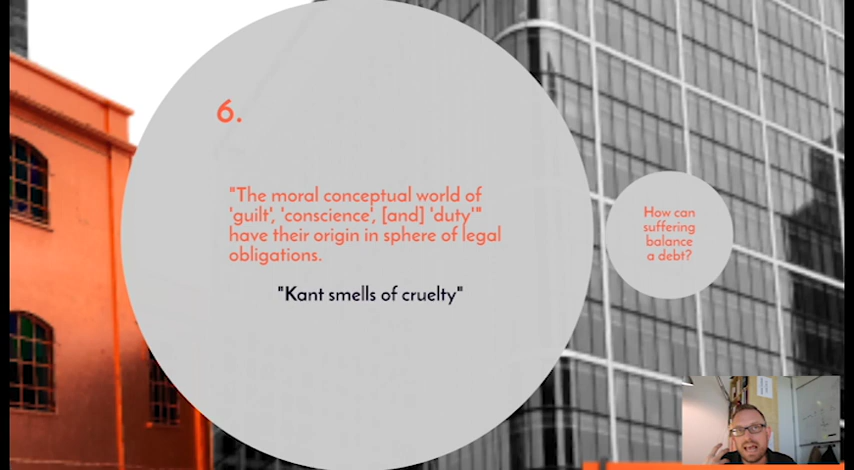 6.
"The moral conceptual world of
'guilt', 'conscience', [and] 'duty'"
have their origin in sphere of legal
obligations.
"Kant smells of cruelty"
How can
suffering
balance
a debt?